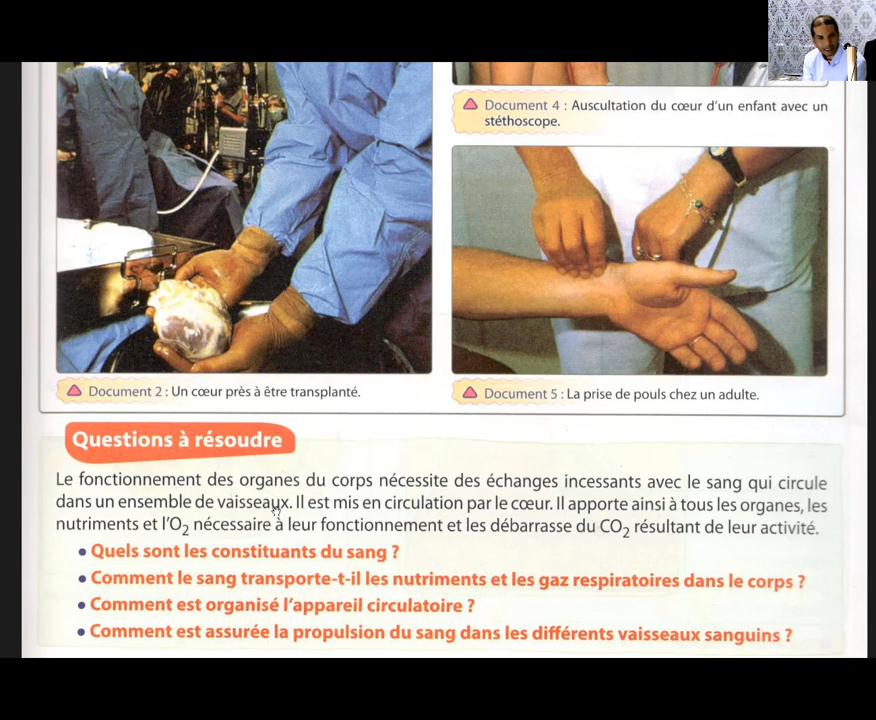 Document 4 : Auscultation du cœur d'un enfant avec un
stéthoscope.
Document 2 : Un cœur près à être transplanté.
Document 5 : La prise de pouls chez un adulte.
Questions à résoudre
Le fonctionnement des organes du corps nécessite des échanges incessants avec le sang qui circule
dans un ensemble de vaisseaux. Il est mis en circulation par le cœur. Il apporte ainsi à tous les organes, les
nutriments et l'O₂ nécessaire à leur fonctionnement et les débarrasse du CO₂ résultant de leur activité.
• Quels sont les constituants du sang ?
• Comment le sang transporte-t-il les nutriments et les gaz respiratoires dans le corps ?
• Comment est organisé l'appareil circulatoire ?
• Comment est assurée la propulsion du sang dans les différents vaisseaux sanguins ?